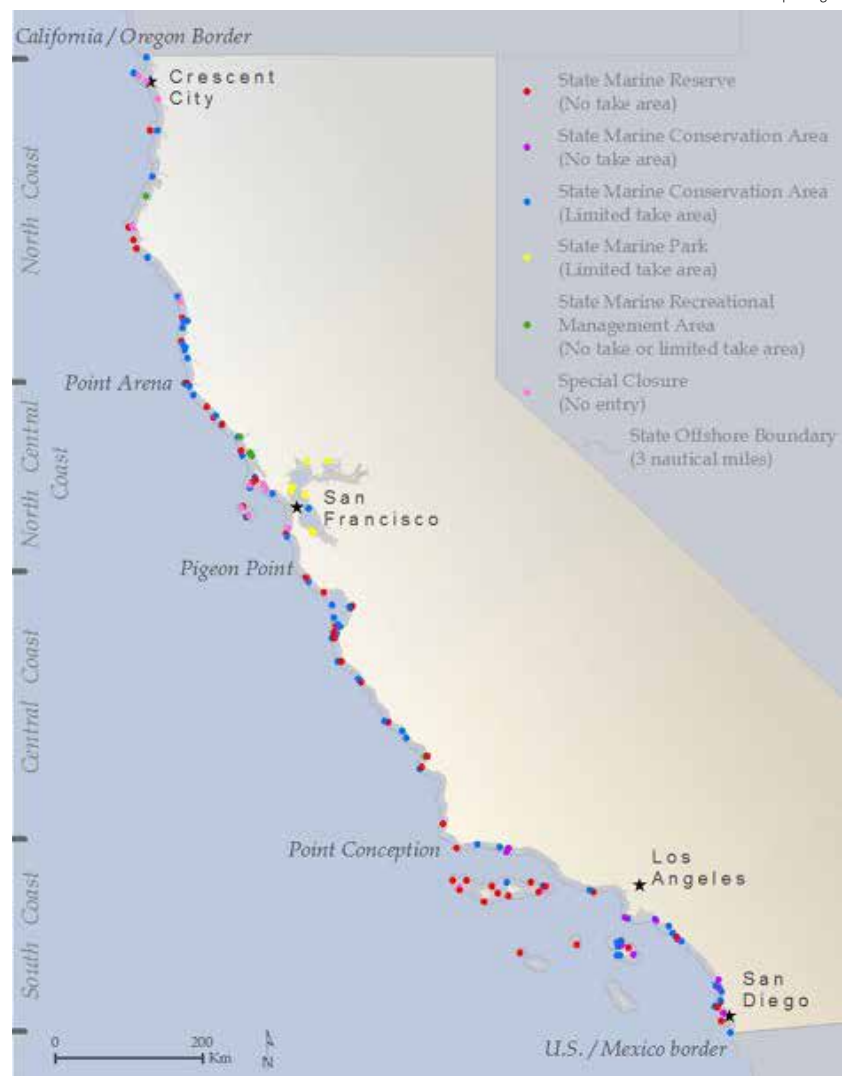 California / Oregon Border
Crescent
City
State Marine Reserve
(No take area)
State Marine Conservation Area
(No take area)
State Marine Conservation Area
(Limited take area)
State Marine Park
(Limited take area)
State Marine Recreational
Management Area
(No take or limited take area)
Special Closure
(No entry)
State Offshore Boundary
(3 nautical miles)
North Coast
Point Arena
North Central
Coast
San
Francisco
Pigeon Point
Central Coast
Point Conception
Los
Angeles
South Coast
San
Diego
U.S. / Mexico border
0
200
Km
N